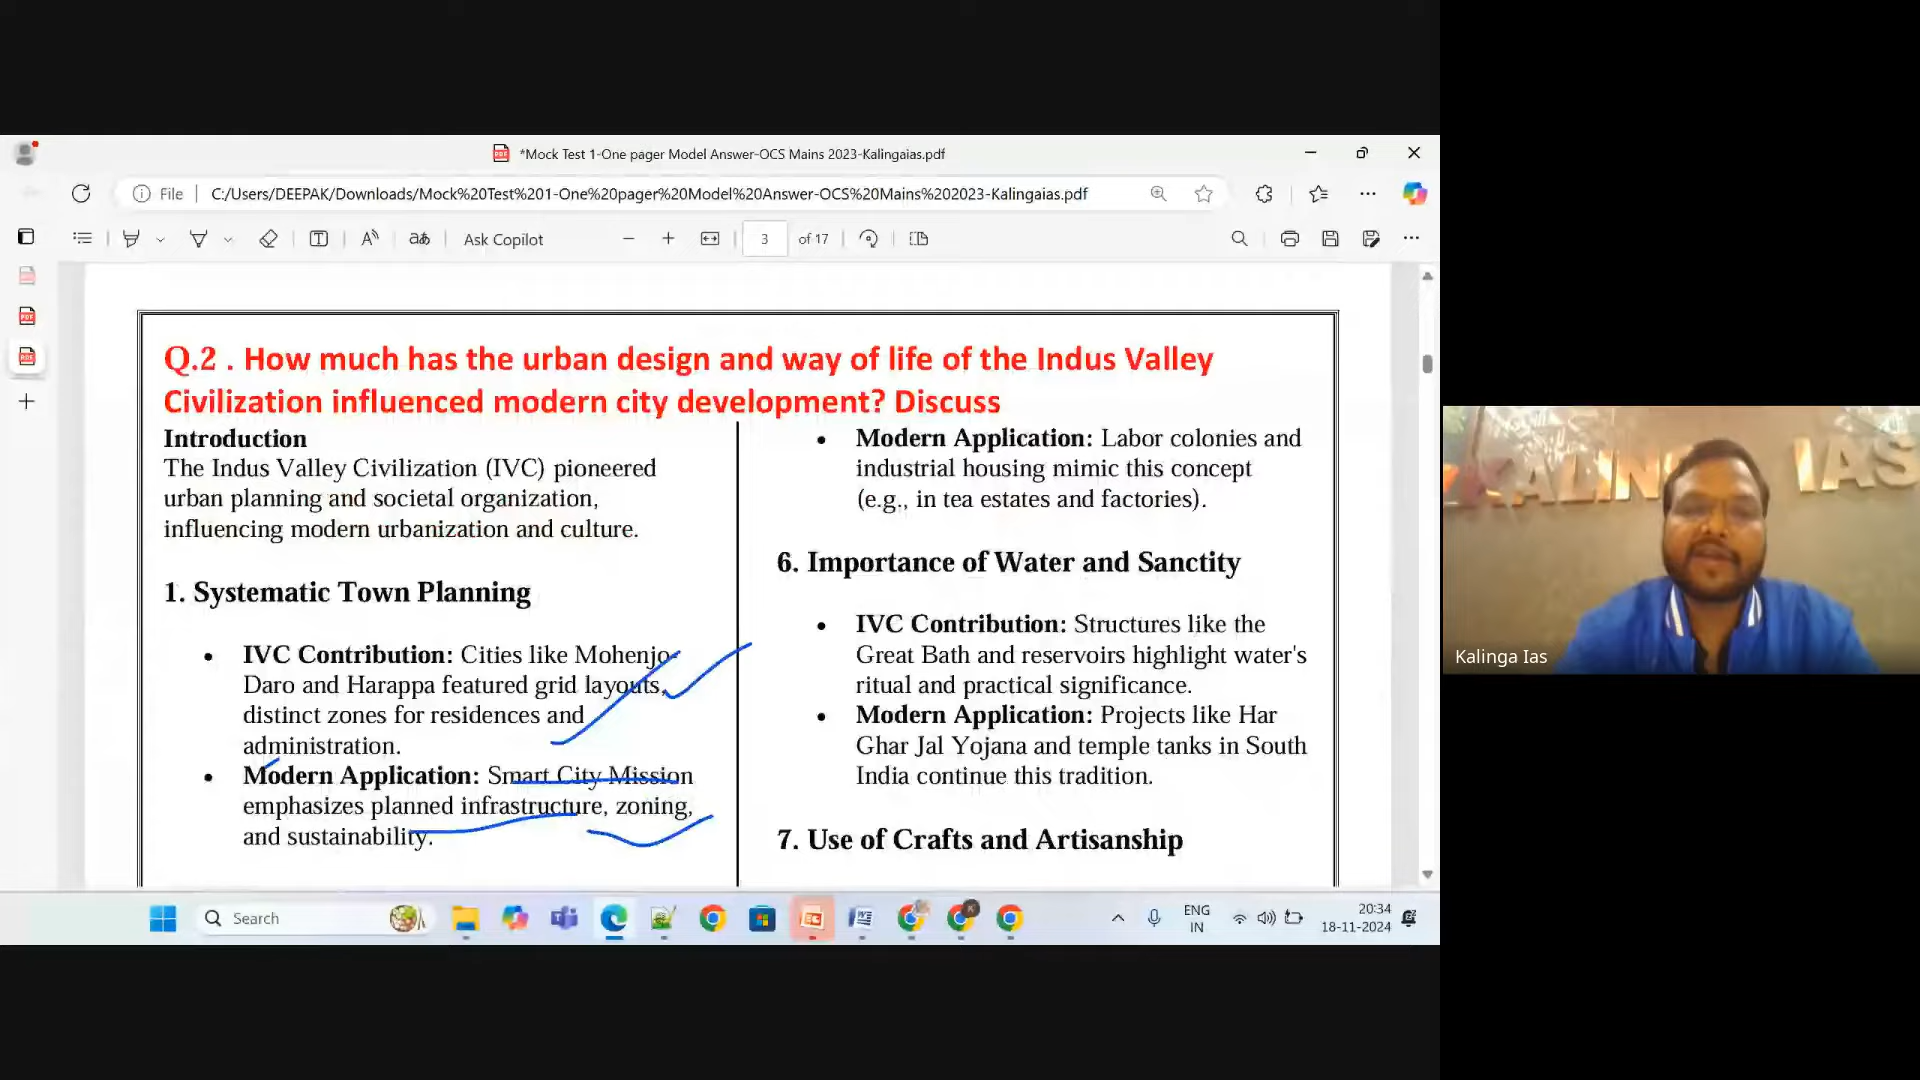 *Mock Test 1-One pager Model Answer-OCS Mains 2023-Kalingaias.pdf
File
C:/Users/DEEPAK/Downloads/Mock%20Test%201-One%20pager%20Model%20Answer-OCS%20Mains%202023-Kalingaias.pdf
Ask Copilot
3 of 17
Q.2 . How much has the urban design and way of life of the Indus Valley
Civilization influenced modern city development? Discuss
Introduction
The Indus Valley Civilization (IVC) pioneered
urban planning and societal organization,
influencing modern urbanization and culture.
1. Systematic Town Planning
• IVC Contribution: Cities like Mohenjo-
Daro and Harappa featured grid layouts,
distinct zones for residences and
administration.
• Modern Application: Smart City Mission
emphasizes planned infrastructure, zoning,
and sustainability.
• Modern Application: Labor colonies and
industrial housing mimic this concept
(e.g., in tea estates and factories).
6. Importance of Water and Sanctity
• IVC Contribution: Structures like the
Great Bath and reservoirs highlight water's
ritual and practical significance.
• Modern Application: Projects like Har
Ghar Jal Yojana and temple tanks in South
India continue this tradition.
7. Use of Crafts and Artisanship
Search
ENG
IN
20:34
18-11-2024
KALINGA IAS
Kalinga Ias